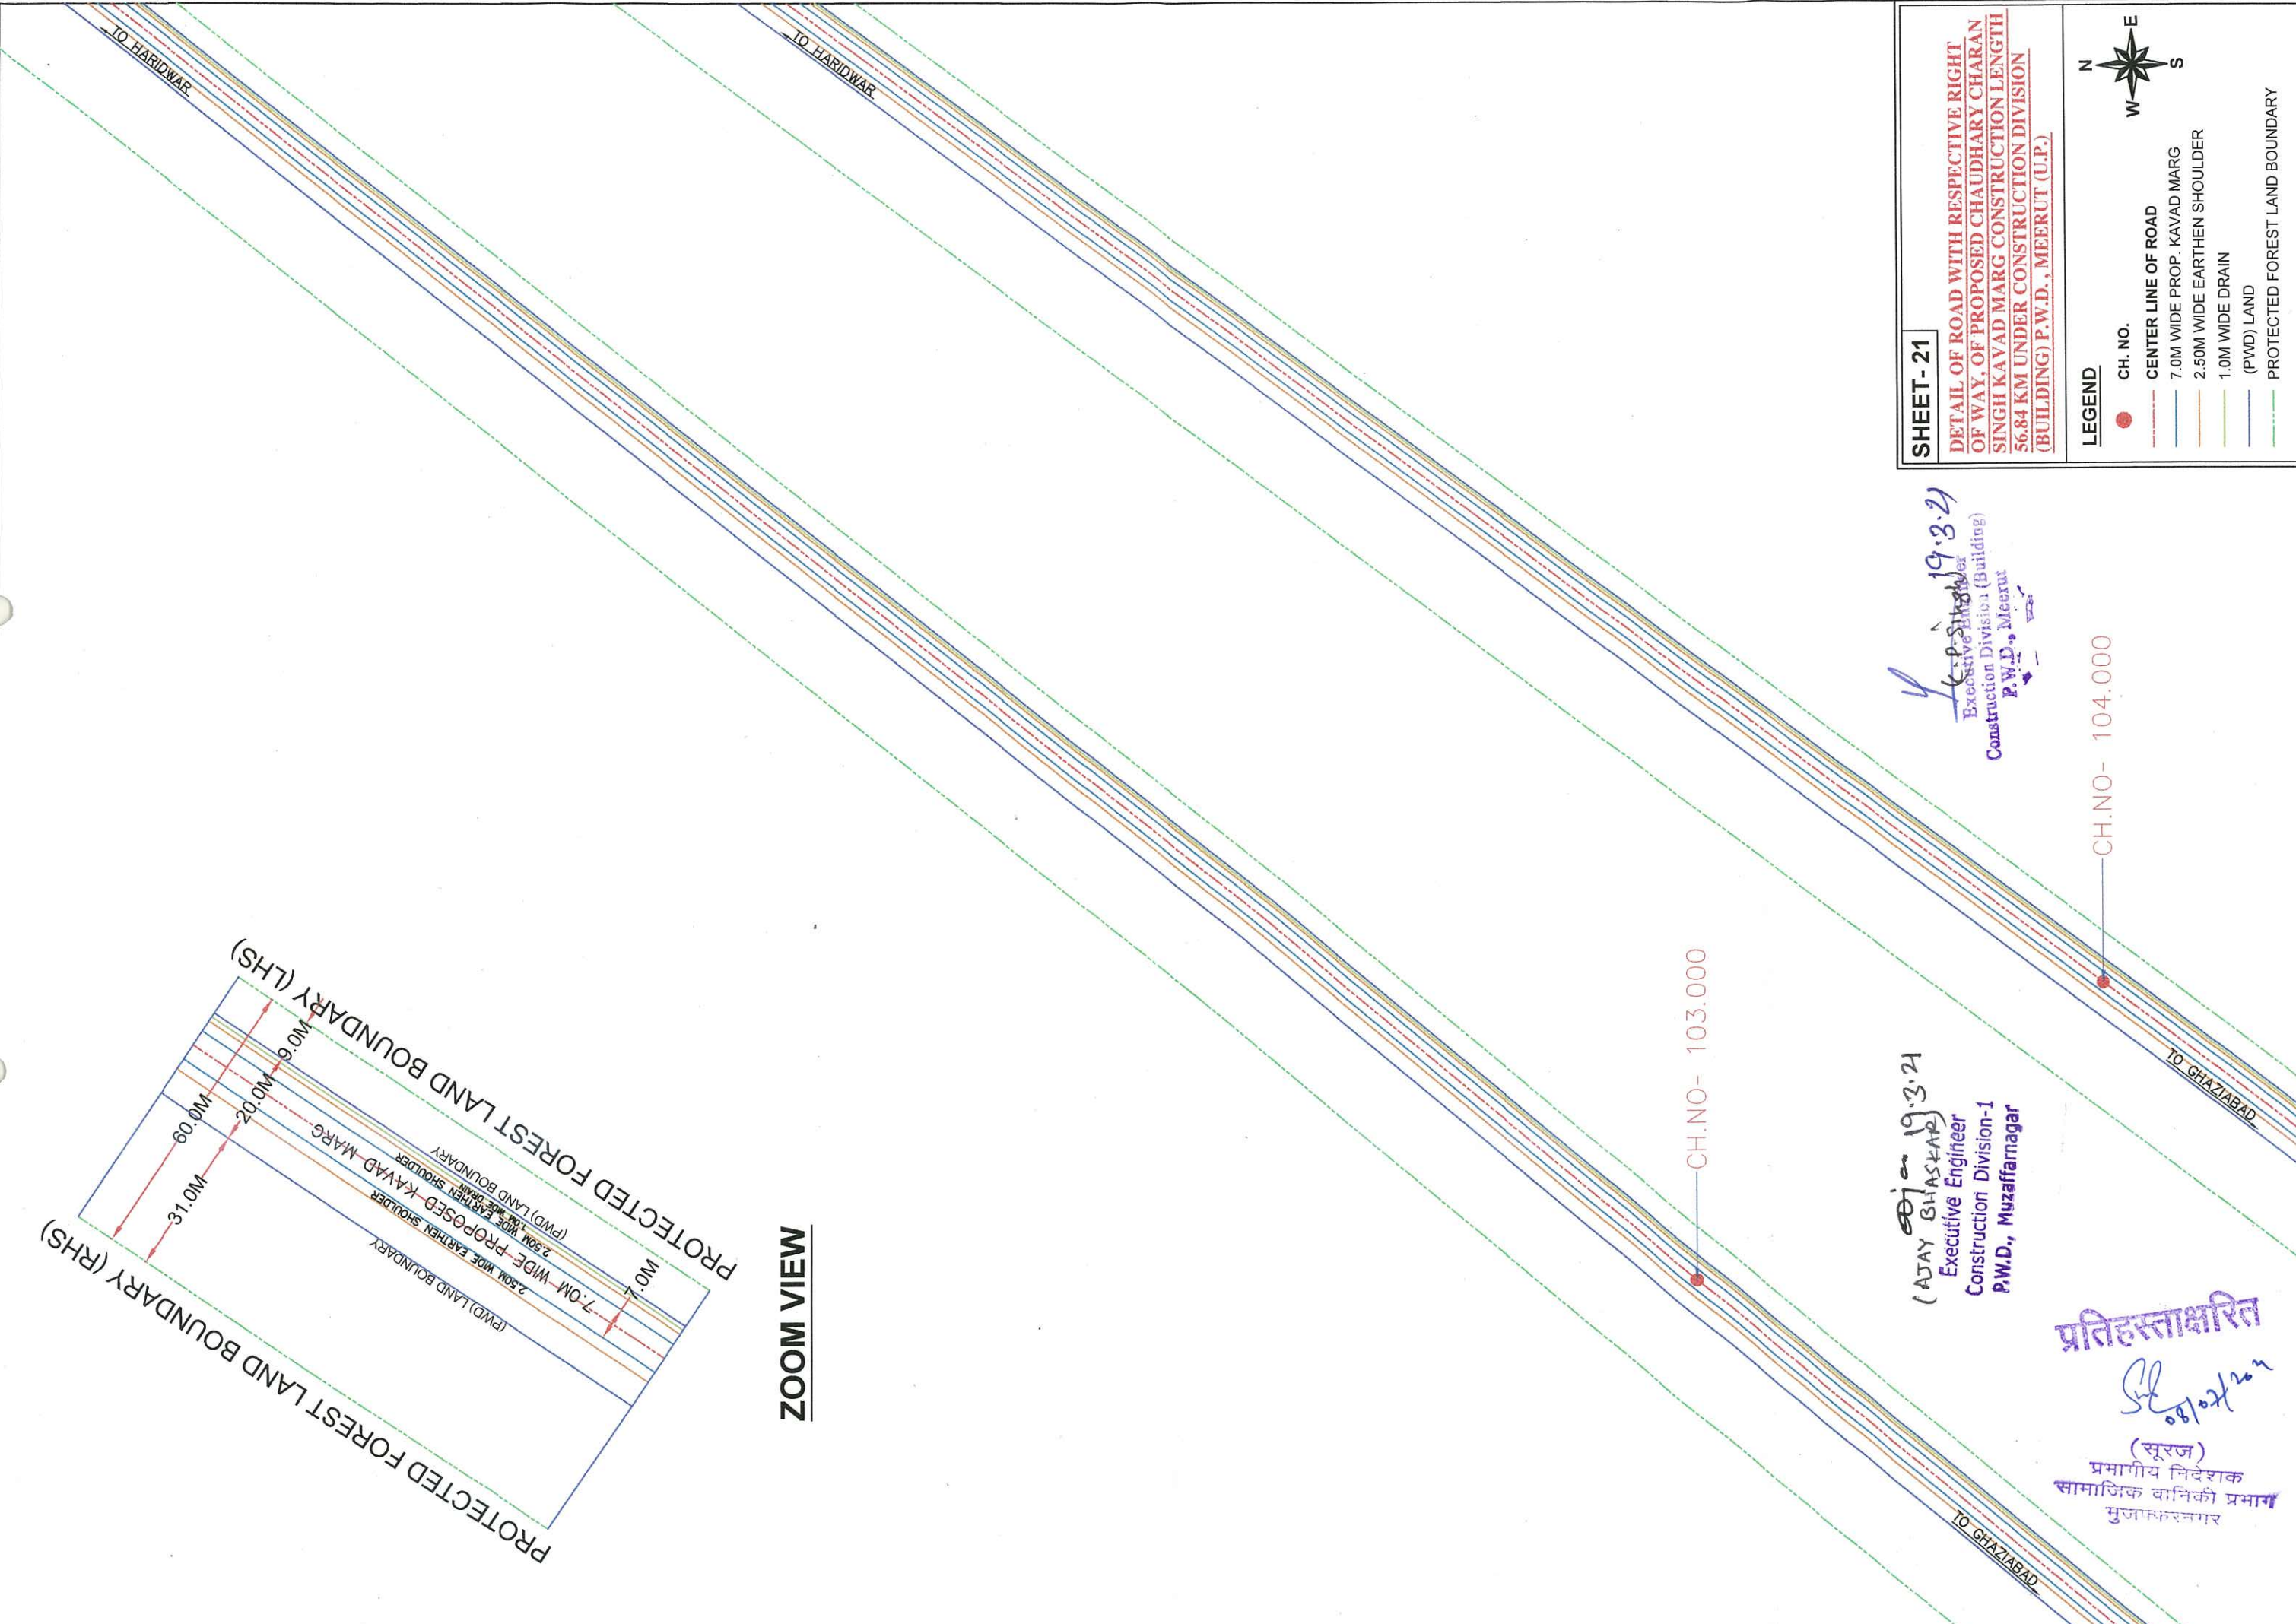 TO HARIDWAR
TO HARIDWAR
PROTECTED FOREST LAND BOUNDARY (RHS)
PROTECTED FOREST LAND BOUNDARY (LHS)
60.0M
31.0M
20.0M
9.0M
(PWD) LAND BOUNDARY
2.50M WIDE EARTHEN SHOULDER
7.0M WIDE PROPOSED KAVAD MARG
2.50M WIDE EARTHEN SHOULDER
1.0M WIDE DRAIN
(PWD) LAND BOUNDARY
7.0M
ZOOM VIEW
CH.NO- 103.000
CH.NO- 104.000
TO GHAZIABAD
TO GHAZIABAD
SHEET- 21
DETAIL OF ROAD WITH RESPECTIVE RIGHT
OF WAY, OF PROPOSED CHAUDHARY CHARAN
SINGH KAVAD MARG CONSTRUCTION LENGTH
56.84 KM UNDER CONSTRUCTION DIVISION
(BUILDING) P.W.D. , MEERUT (U.P.)
LEGEND
CH. NO.
CENTER LINE OF ROAD
7.0M WIDE PROP. KAVAD MARG
2.50M WIDE EARTHEN SHOULDER
1.0M WIDE DRAIN
(PWD) LAND
PROTECTED FOREST LAND BOUNDARY
N
W
E
S
19.3.21
(K.P. Singh)
Executive Engineer
Construction Division (Building)
P.W.D., Meerut
19.3.21
(AJAY BHASKAR)
Executive Engineer
Construction Division-1
P.W.D., Muzaffarnagar
प्रतिहस्ताक्षरित
(सूरज)
प्रभागीय निदेशक
सामाजिक वानिकी प्रभाग
मुजफ्फरनगर